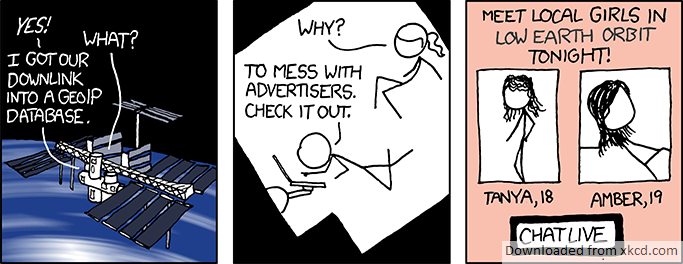 YES!
I GOT OUR
DOWNLINK
INTO A GEOIP
DATABASE.
WHAT?
WHY?
TO MESS WITH
ADVERTISERS.
CHECK IT OUT.
MEET LOCAL GIRLS IN
LOW EARTH ORBIT
TONIGHT!
TANYA, 18
AMBER, 19
CHAT LIVE
Downloaded from xkcd.com